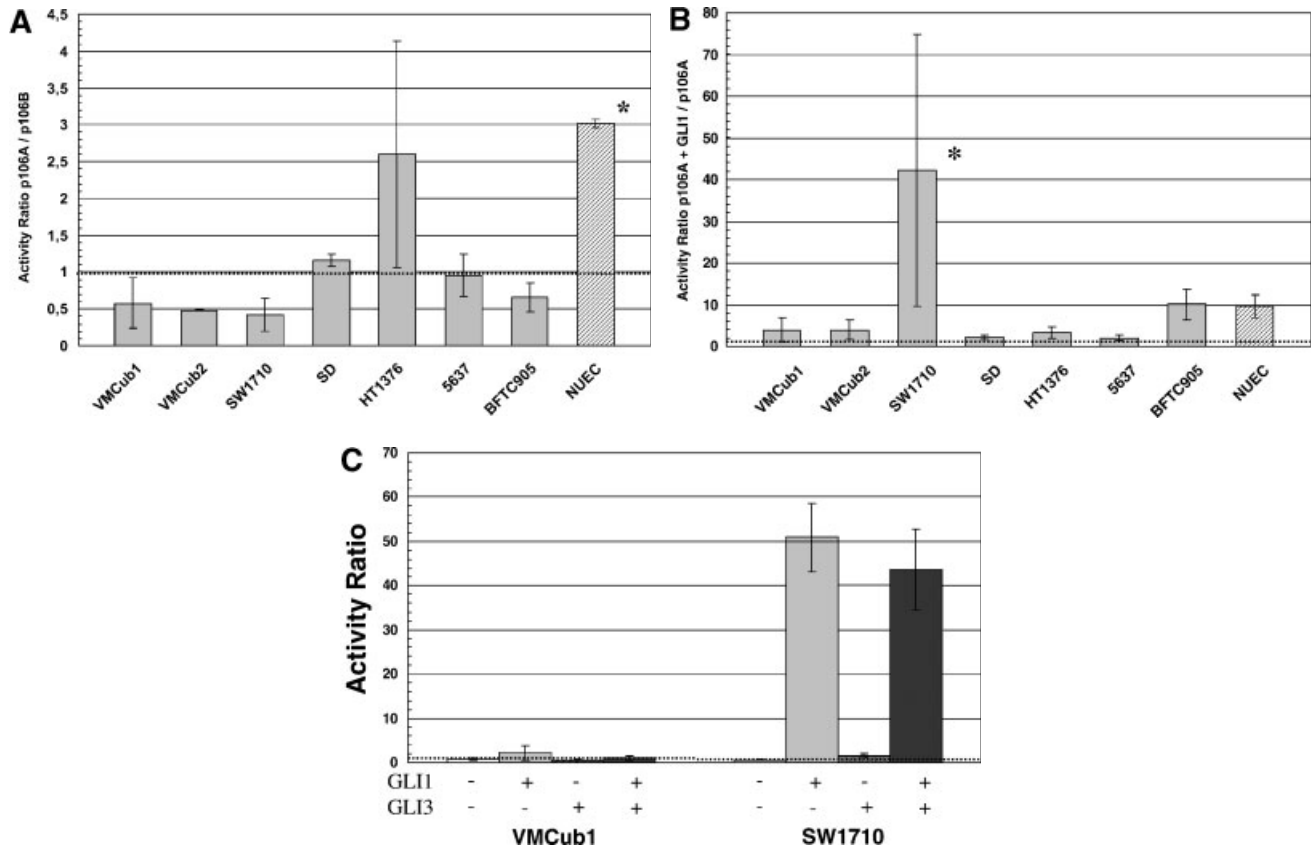 A
Activity Ratio p106A / p106B
4,5
4
3,5
3
2,5
2
1,5
1
0,5
0
*
VMCub1
VMCub2
SW1710
SD
HT1376
5637
BFTC905
NUEC
B
Activity Ratio p106A + GLI1 / p106A
80
70
60
50
40
30
20
10
0
*
VMCub1
VMCub2
SW1710
SD
HT1376
5637
BFTC905
NUEC
C
Activity Ratio
70
60
50
40
30
20
10
0
GLI1 - + - + - + - +
GLI3 - - + + - - + +
VMCub1 SW1710